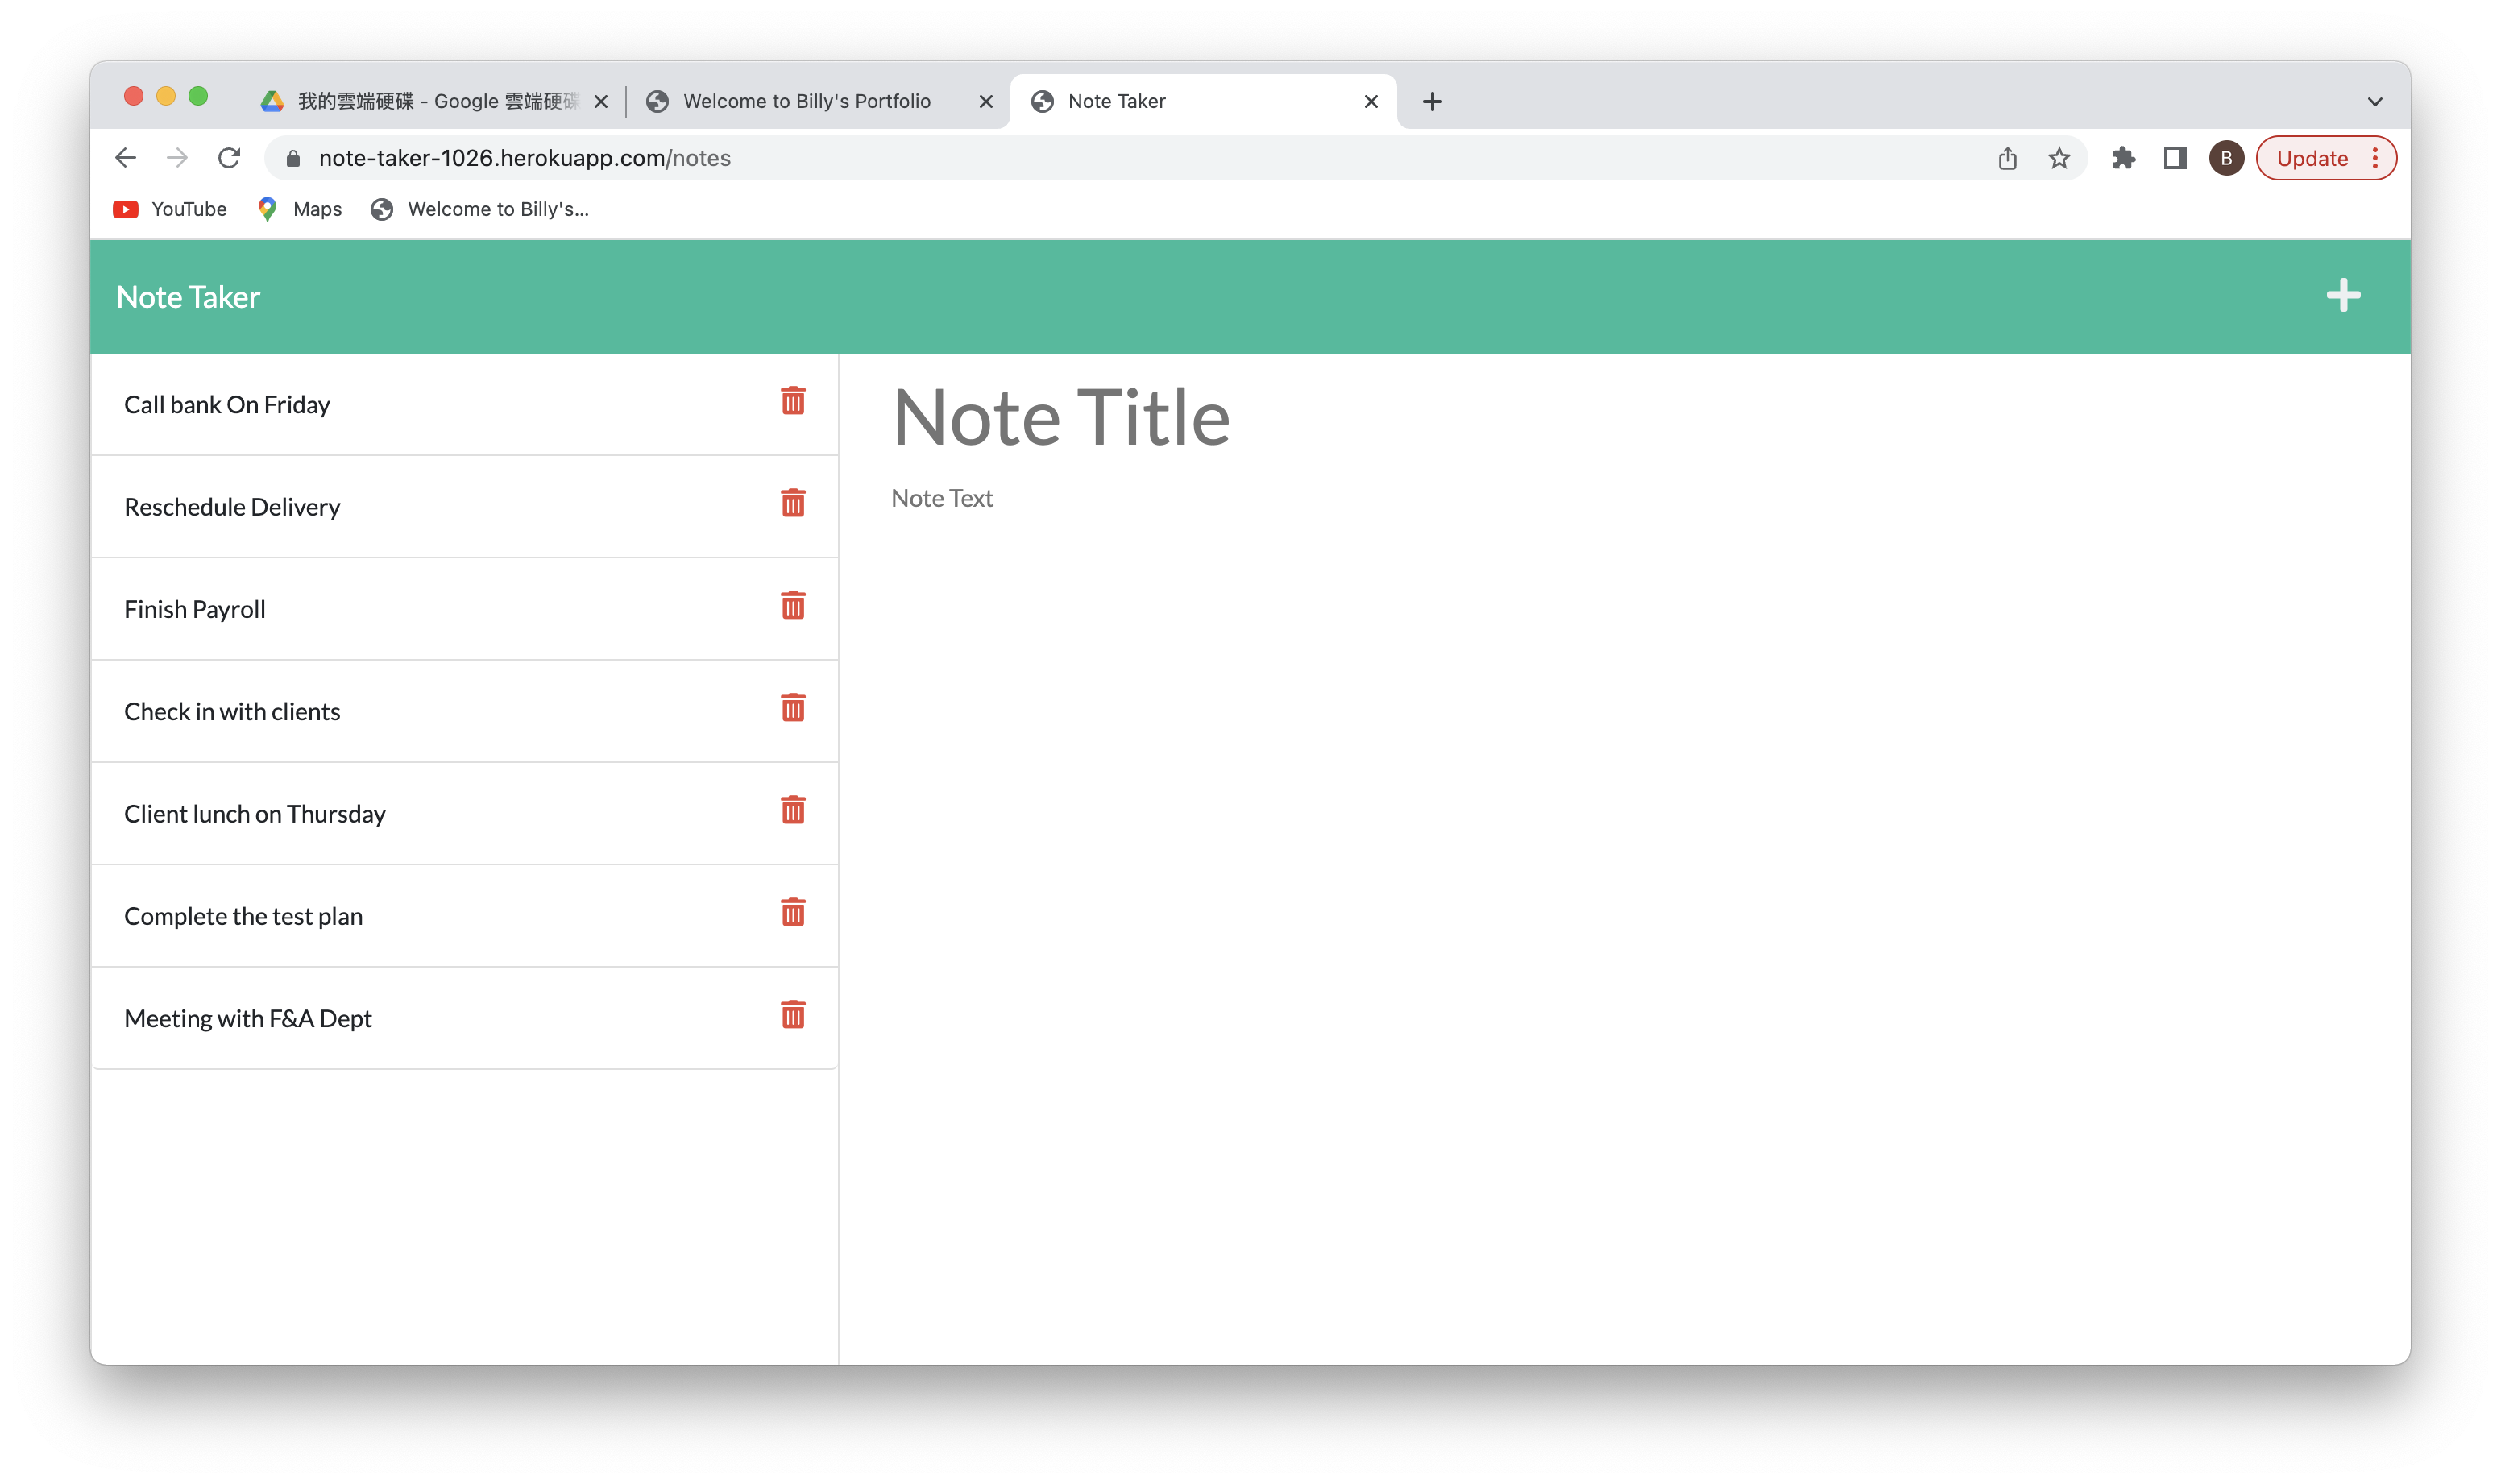 我的雲端硬碟 - Google 雲端硬碟
Welcome to Billy's Portfolio
Note Taker
note-taker-1026.herokuapp.com/notes
B
Update
YouTube
Maps
Welcome to Billy's...
Note Taker
Call bank On Friday
Reschedule Delivery
Finish Payroll
Check in with clients
Client lunch on Thursday
Complete the test plan
Meeting with F&A Dept
Note Title
Note Text